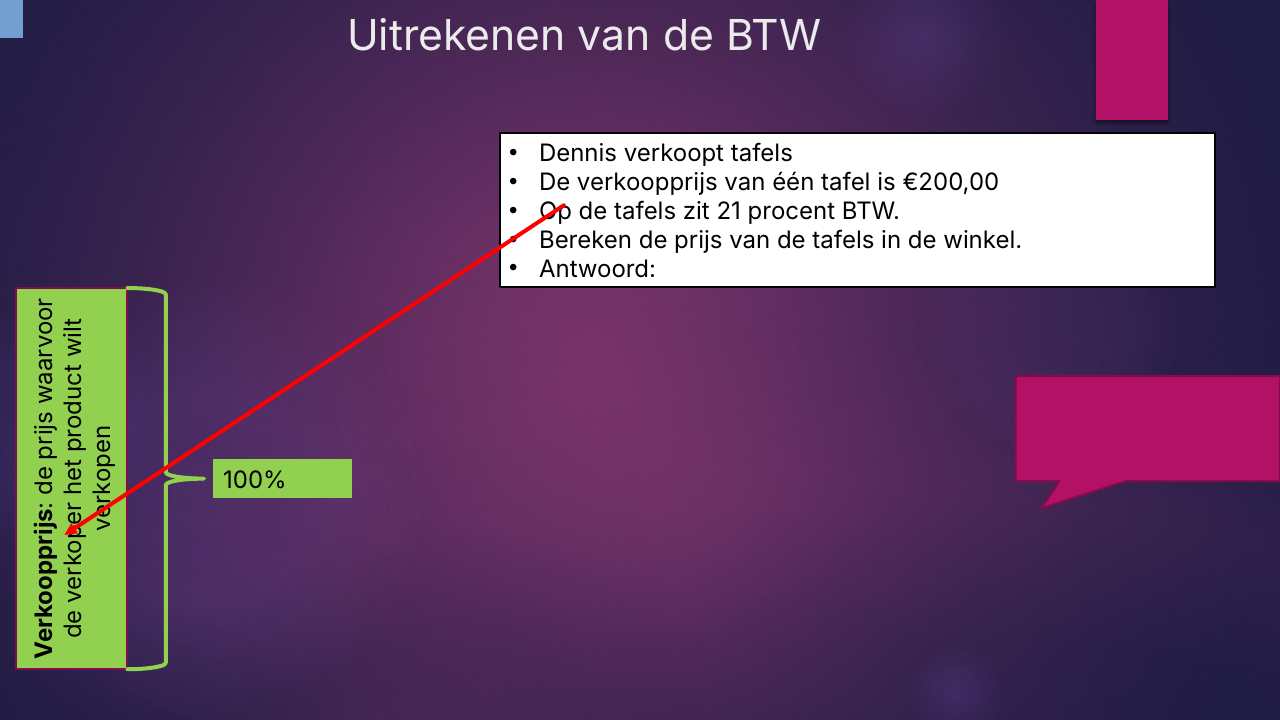 Uitrekenen van de BTW
• Dennis verkoopt tafels
• De verkoopprijs van één tafel is €200,00
• Op de tafels zit 21 procent BTW.
• Bereken de prijs van de tafels in de winkel.
• Antwoord:
Verkoopprijs: de prijs waarvoor
de verkoper het product wilt
verkopen
100%